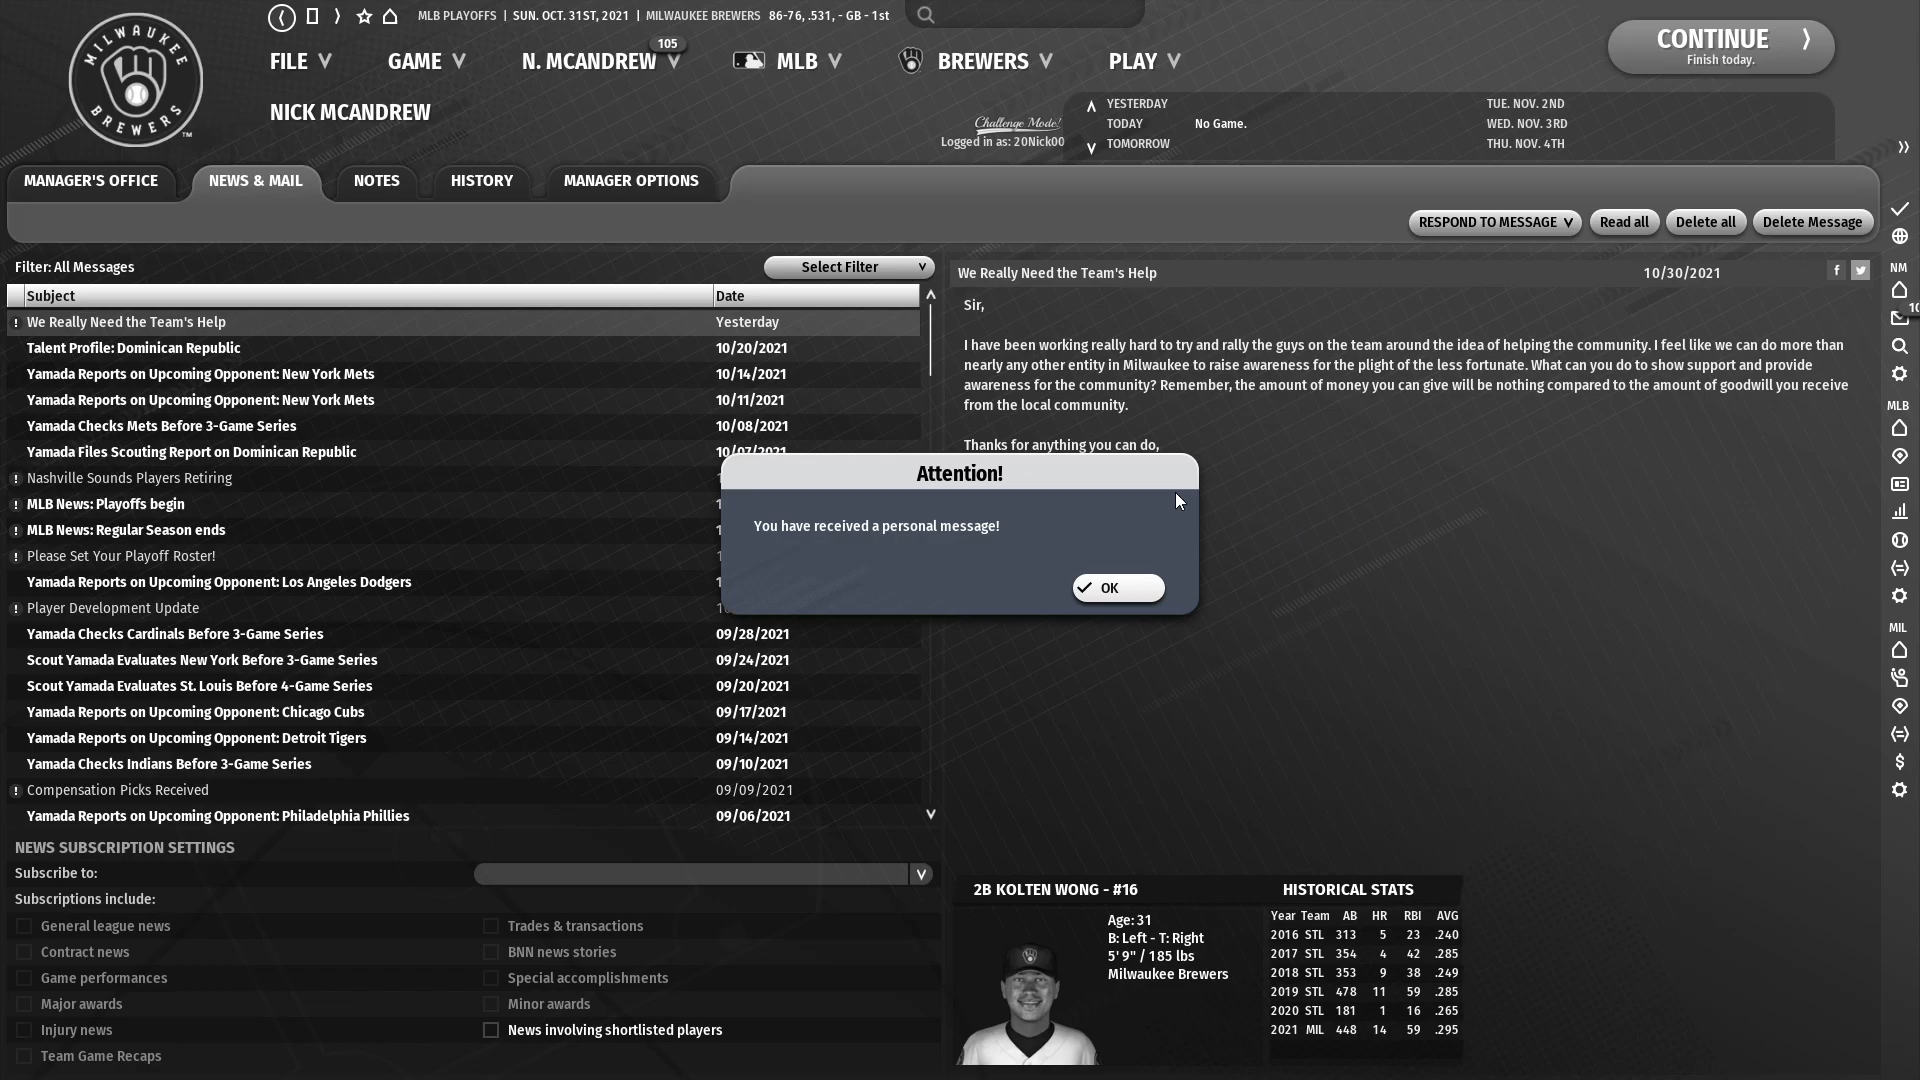 MILWAUKEE BREWERS TM
MLB PLAYOFFS | SUN. OCT. 31ST, 2021 | MILWAUKEE BREWERS 86-76, .531, - GB - 1st
FILE GAME N. MCANDREW 105 MLB BREWERS PLAY
CONTINUE
Finish today.
NICK MCANDREW
Challenge Mode!
Logged in as: 20Nick00
YESTERDAY TUE. NOV. 2ND
TODAY No Game. WED. NOV. 3RD
TOMORROW THU. NOV. 4TH
MANAGER'S OFFICE NEWS & MAIL NOTES HISTORY MANAGER OPTIONS
RESPOND TO MESSAGE Read all Delete all Delete Message
Filter: All Messages Select Filter
Subject Date
We Really Need the Team's Help Yesterday
Talent Profile: Dominican Republic 10/20/2021
Yamada Reports on Upcoming Opponent: New York Mets 10/14/2021
Yamada Reports on Upcoming Opponent: New York Mets 10/11/2021
Yamada Checks Mets Before 3-Game Series 10/08/2021
Yamada Files Scouting Report on Dominican Republic 10/07/2021
Nashville Sounds Players Retiring
MLB News: Playoffs begin
MLB News: Regular Season ends
Please Set Your Playoff Roster!
Yamada Reports on Upcoming Opponent: Los Angeles Dodgers
Player Development Update
Yamada Checks Cardinals Before 3-Game Series 09/28/2021
Scout Yamada Evaluates New York Before 3-Game Series 09/24/2021
Scout Yamada Evaluates St. Louis Before 4-Game Series 09/20/2021
Yamada Reports on Upcoming Opponent: Chicago Cubs 09/17/2021
Yamada Reports on Upcoming Opponent: Detroit Tigers 09/14/2021
Yamada Checks Indians Before 3-Game Series 09/10/2021
Compensation Picks Received 09/09/2021
Yamada Reports on Upcoming Opponent: Philadelphia Phillies 09/06/2021
We Really Need the Team's Help 10/30/2021
Sir,
I have been working really hard to try and rally the guys on the team around the idea of helping the community. I feel like we can do more than
nearly any other entity in Milwaukee to raise awareness for the plight of the less fortunate. What can you do to show support and provide
awareness for the community? Remember, the amount of money you can give will be nothing compared to the amount of goodwill you receive
from the local community.
Thanks for anything you can do,
Attention!
You have received a personal message!
OK
NEWS SUBSCRIPTION SETTINGS
Subscribe to:
Subscriptions include:
General league news Trades & transactions
Contract news BNN news stories
Game performances Special accomplishments
Major awards Minor awards
Injury news News involving shortlisted players
Team Game Recaps
2B KOLTEN WONG - #16
Age: 31
B: Left - T: Right
5' 9" / 185 lbs
Milwaukee Brewers
HISTORICAL STATS
Year Team AB HR RBI AVG
2016 STL 313 5 23 .240
2017 STL 354 4 42 .285
2018 STL 353 9 38 .249
2019 STL 478 11 59 .285
2020 STL 181 1 16 .265
2021 MIL 448 14 59 .295
NM
MLB
MIL